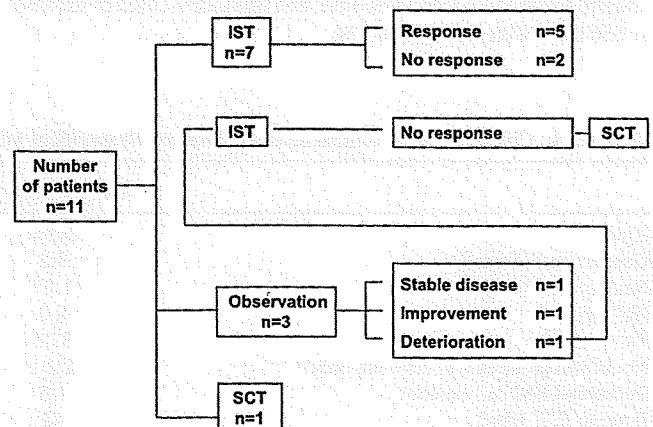 IST
n=7
Response n=5
No response n=2
IST
No response
SCT
Number
of patients
n=11
Observation
n=3
Stable disease n=1
Improvement n=1
Deterioration n=1
SCT
n=1